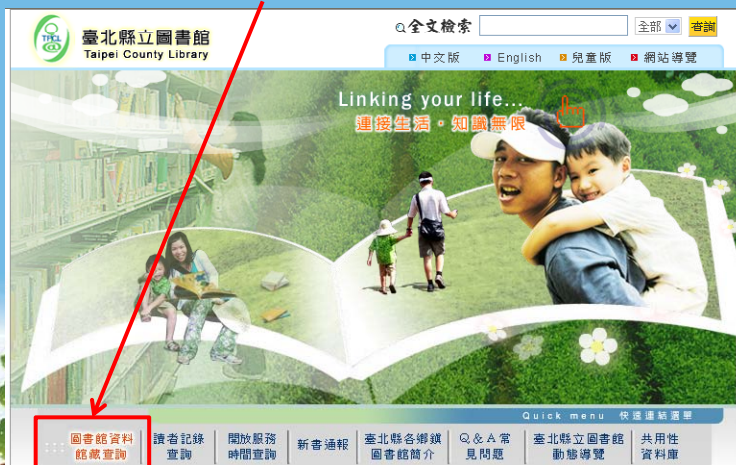 全文檢索 全部 查詢
TPCL
臺北縣立圖書館
Taipei County Library
中文版 English 兒童版 網站導覽
Linking your life...
連接生活・知識無限
Quick menu 快速連結選單
圖書館資料
館藏查詢
讀者記錄
查詢
開放服務
時間查詢
新書通報
臺北縣各鄉鎮
圖書館簡介
Q&A常
見問題
臺北縣立圖書館
動態導覽
共用性
資料庫